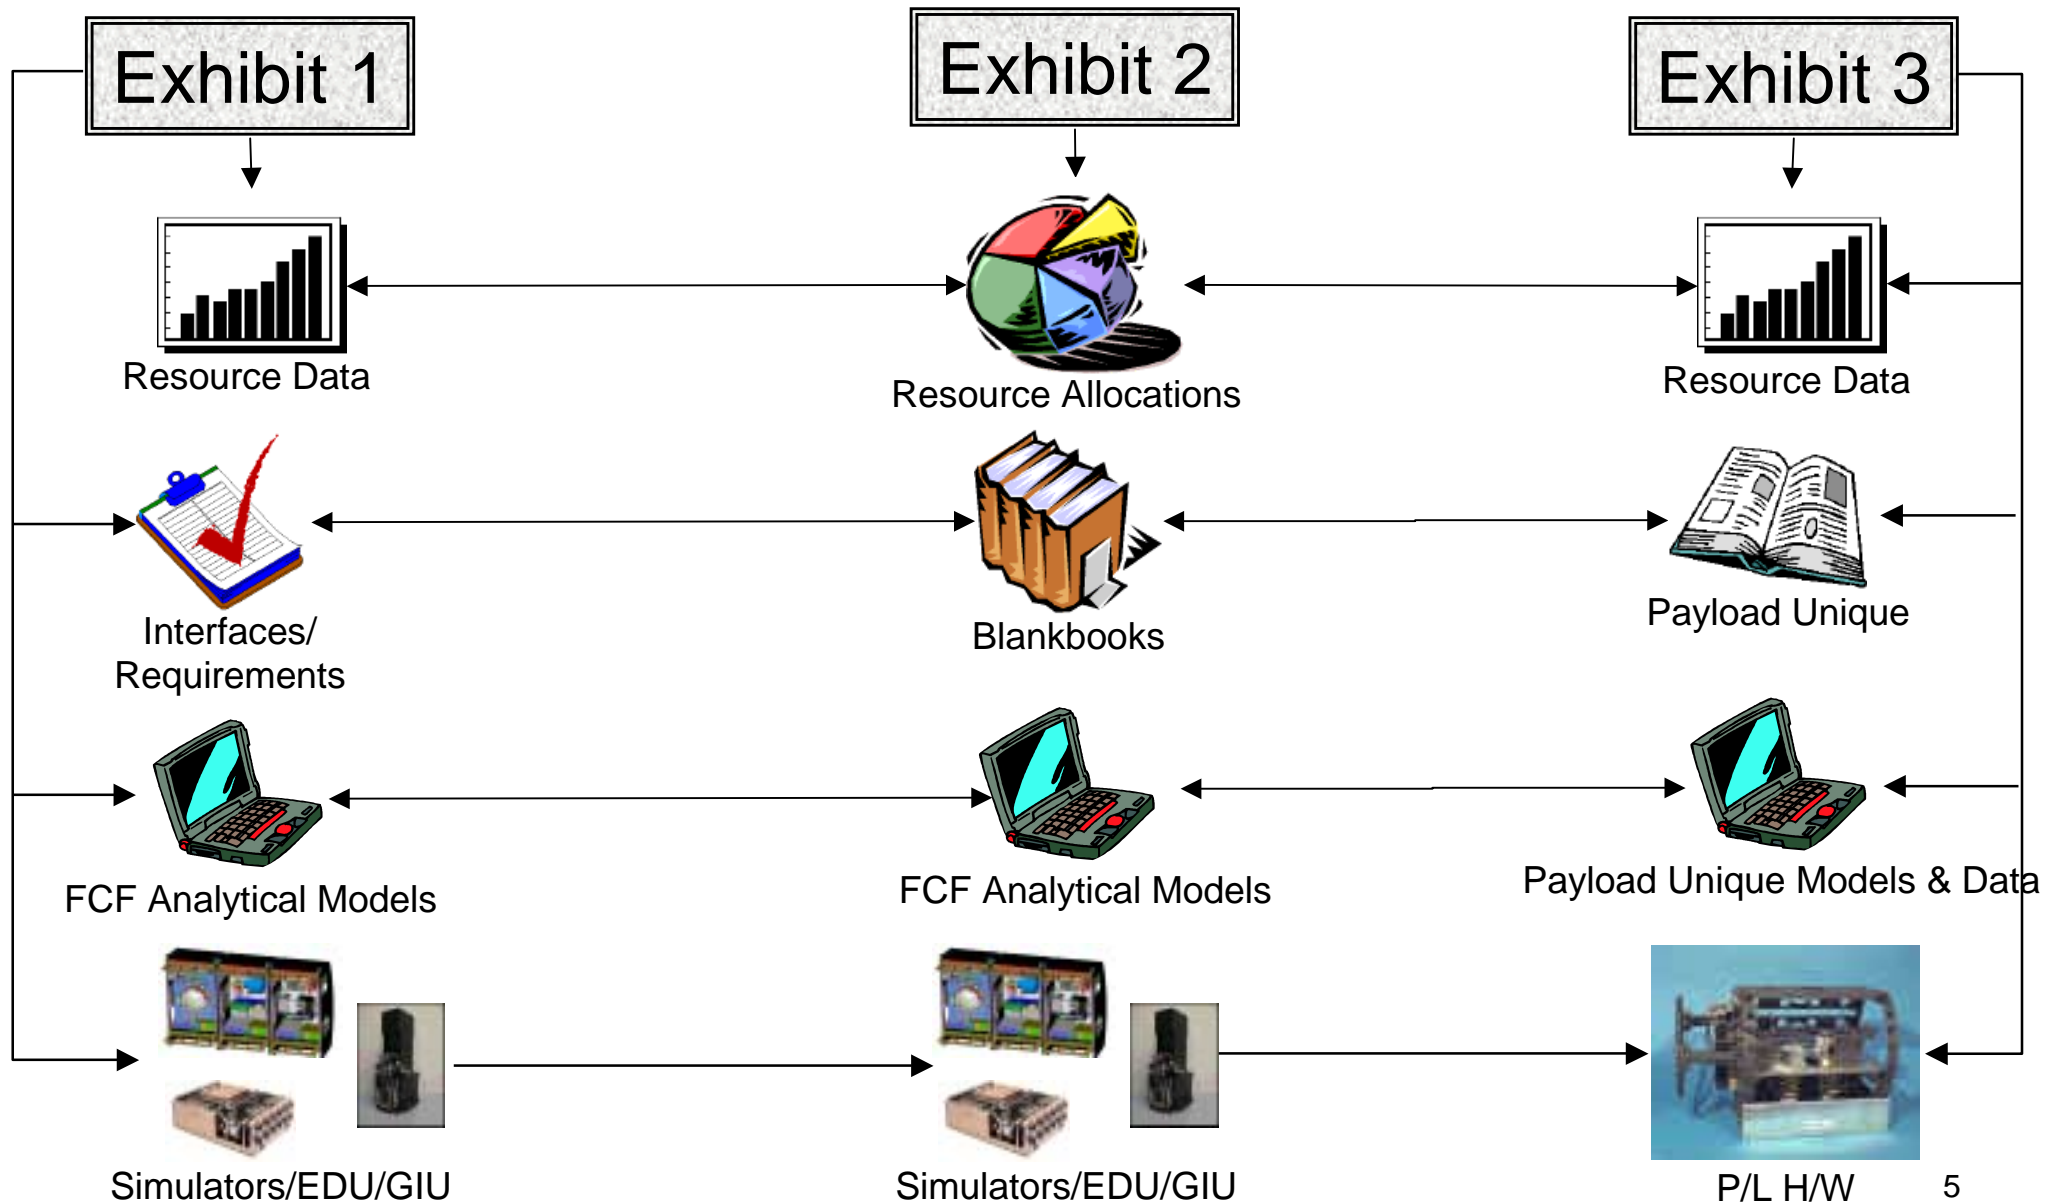 Exhibit 1
Exhibit 2
Exhibit 3
Resource Data
Resource Allocations
Resource Data
Interfaces/
Requirements
Blankbooks
Payload Unique
FCF Analytical Models
FCF Analytical Models
Payload Unique Models & Data
Simulators/EDU/GIU
Simulators/EDU/GIU
P/L H/W
5